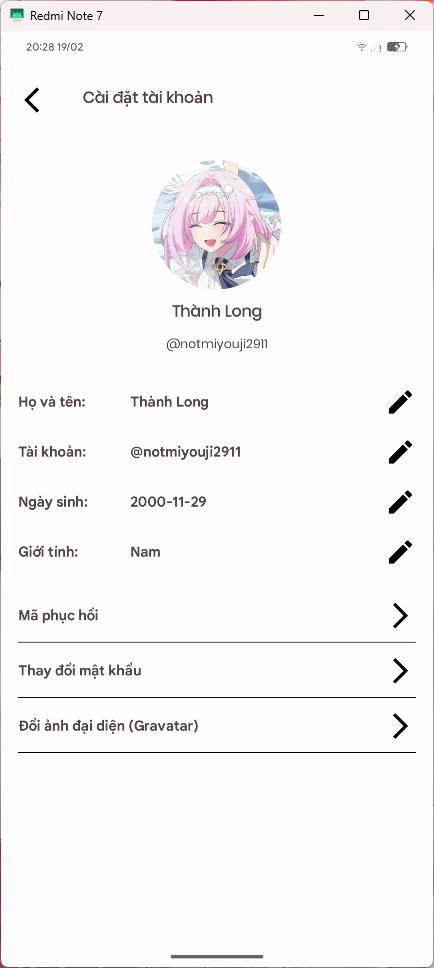 Redmi Note 7
20:28 19/02
Cài đặt tài khoản
Thành Long
@notmiyouji2911
Họ và tên: Thành Long
Tài khoản: @notmiyouji2911
Ngày sinh: 2000-11-29
Giới tính: Nam
Mã phục hồi
Thay đổi mật khẩu
Đổi ảnh đại diện (Gravatar)